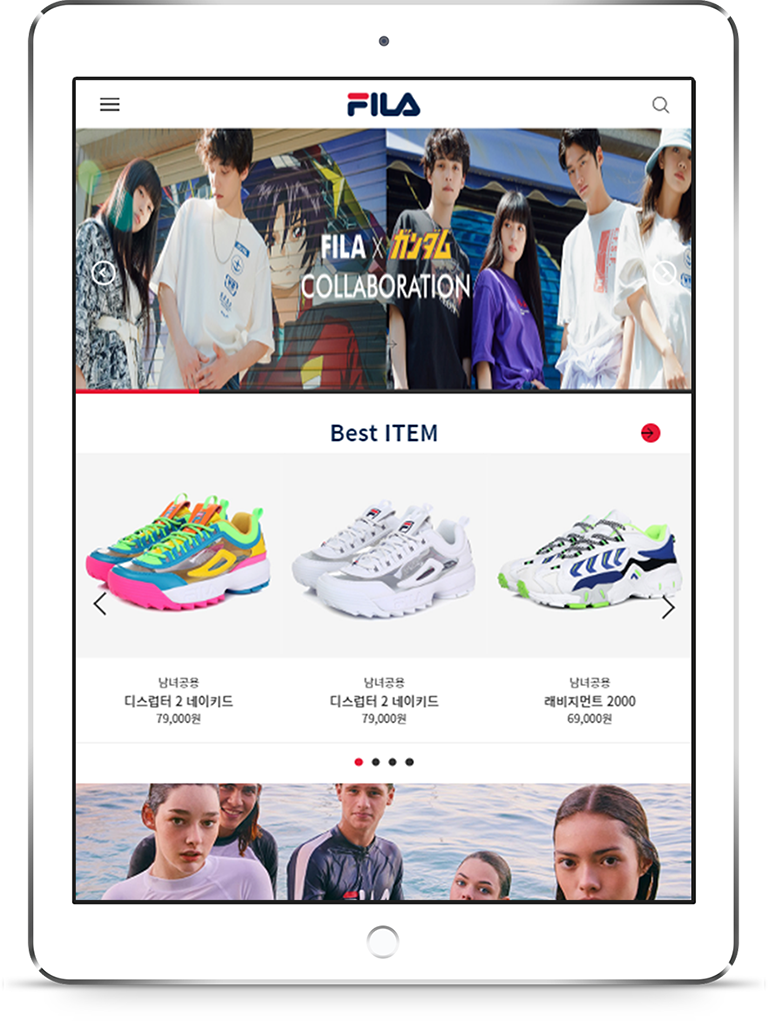 FILA
FILA X ガンダム
COLLABORATION
Best ITEM
남녀공용
디스럽터 2 네이키드
79,000원
남녀공용
디스럽터 2 네이키드
79,000원
남녀공용
래비지먼트 2000
69,000원